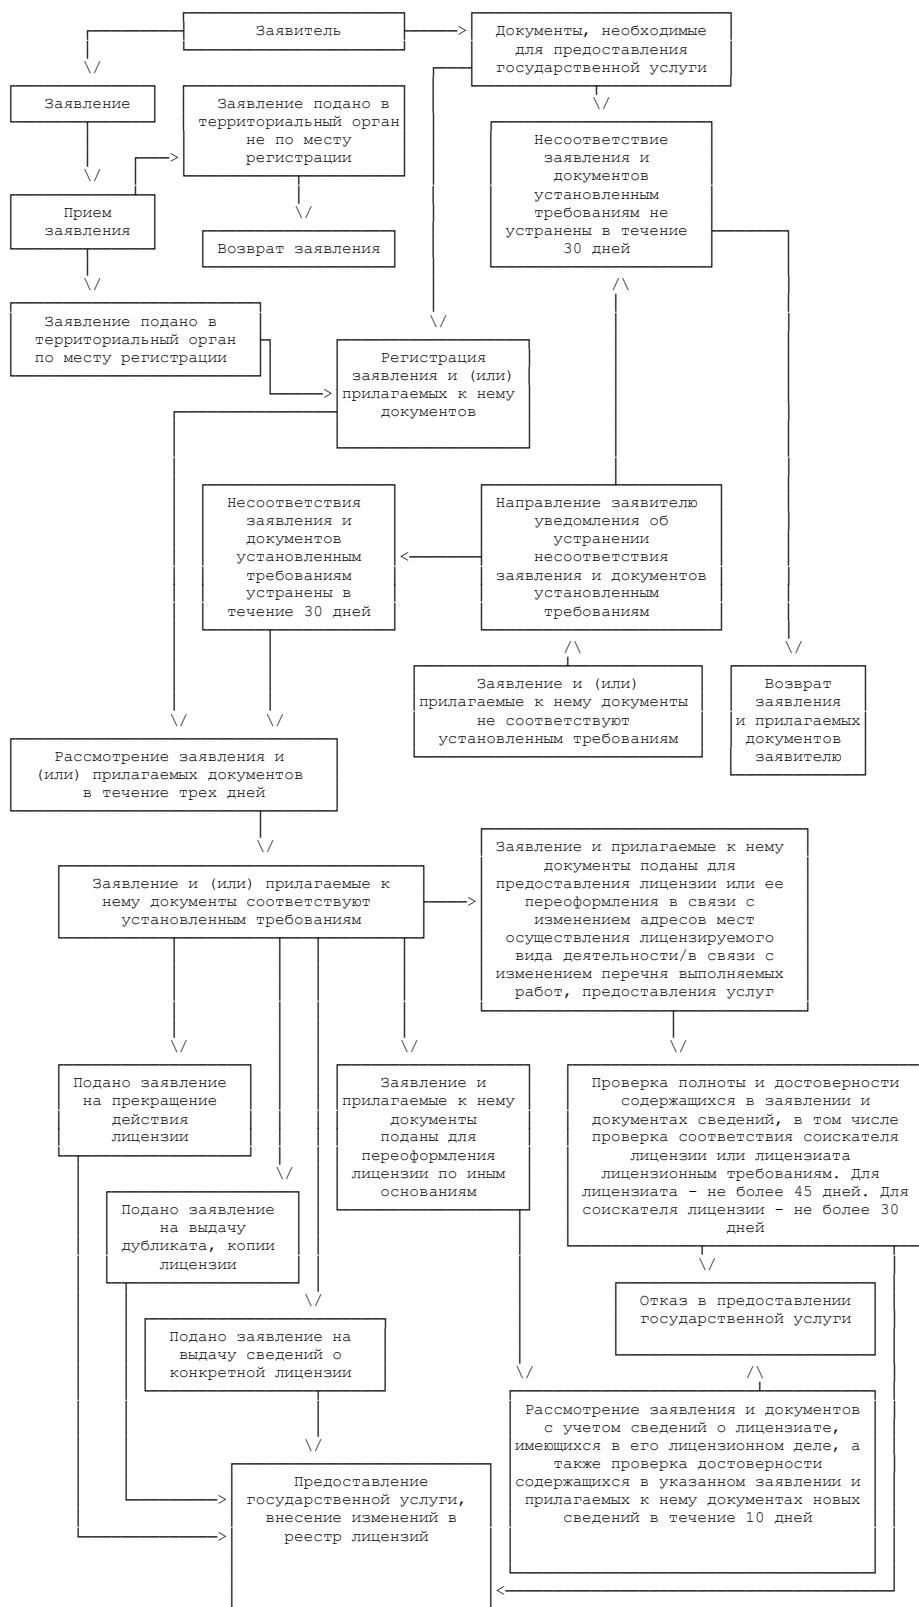 Заявитель
Документы, необходимые
для предоставления
государственной услуги
Заявление
Заявление подано в
территориальный орган
не по месту
регистрации
Несоответствие
заявления и
документов
установленным
требованиям не
устранены в течение
30 дней
Прием
заявления
Возврат заявления
Заявление подано в
территориальный орган
по месту регистрации
Регистрация
заявления и (или)
прилагаемых к нему
документов
Несоответствия
заявления и
документов
установленным
требованиям
устранены в
течение 30 дней
Направление заявителю
уведомления об
устранении
несоответствия
заявления и документов
установленным
требованиям
Заявление и (или)
прилагаемые к нему документы
не соответствуют
установленным требованиям
Возврат
заявления
и прилагаемых
документов
заявителю
Рассмотрение заявления и
(или) прилагаемых документов
в течение трех дней
Заявление и (или) прилагаемые к
нему документы соответствуют
установленным требованиям
Заявление и прилагаемые к нему
документы поданы для
предоставления лицензии или ее
переоформления в связи с
изменением адресов мест
осуществления лицензируемого
вида деятельности/в связи с
изменением перечня выполняемых
работ, предоставления услуг
Подано заявление
на прекращение
действия
лицензии
Заявление и
прилагаемые к нему
документы
поданы для
переоформления
лицензии по иным
основаниям
Проверка полноты и достоверности
содержащихся в заявлении и
документах сведений, в том числе
проверка соответствия соискателя
лицензии или лицензиата
лицензионным требованиям. Для
лицензиата - не более 45 дней. Для
соискателя лицензии - не более 30
дней
Подано заявление
на выдачу
дубликата, копии
лицензии
Отказ в предоставлении
государственной услуги
Подано заявление на
выдачу сведений о
конкретной лицензии
Рассмотрение заявления и документов
с учетом сведений о лицензиате,
имеющихся в его лицензионном деле, а
также проверка достоверности
содержащихся в указанном заявлении и
прилагаемых к нему документах новых
сведений в течение 10 дней
Предоставление
государственной услуги,
внесение изменений в
реестр лицензий